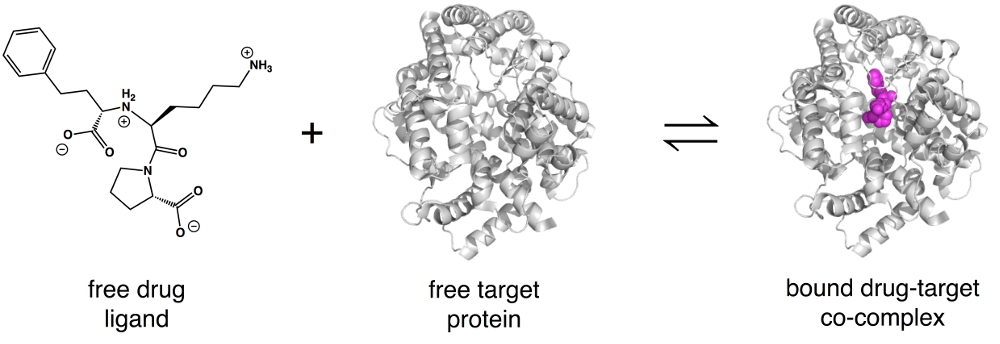 ⊕
NH₃
H₂
N
⊕
O
⊖
O
O
N
O
O
⊖
+
free drug
ligand
free target
protein
bound drug-target
co-complex